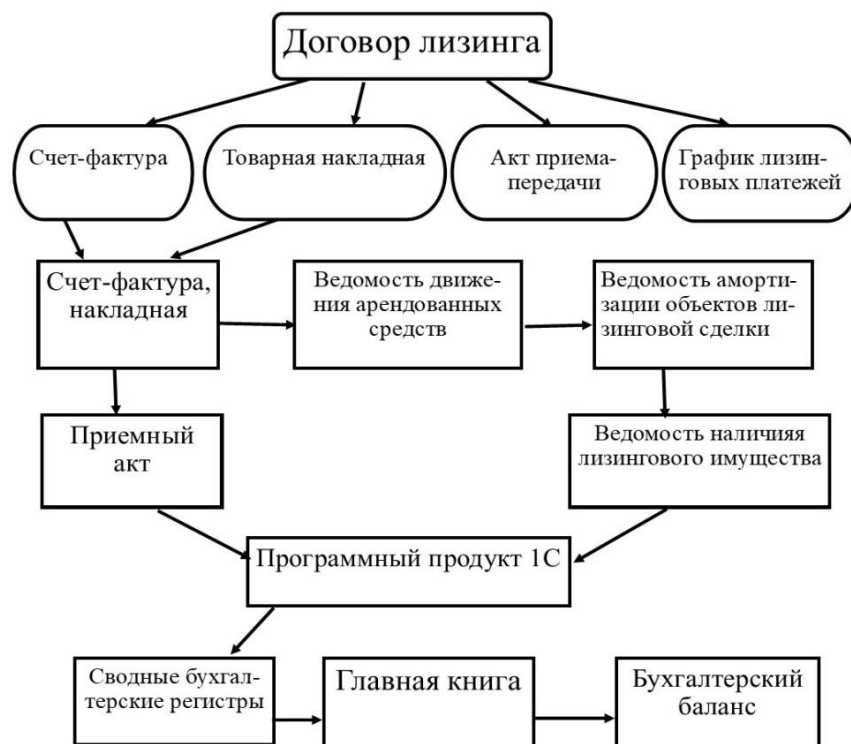 Договор лизинга
Счет-фактура
Товарная накладная
Акт приема-
передачи
График лизин-
говых платежей
Счет-фактура,
накладная
Ведомость движе-
ния арендованных
средств
Ведомость аморти-
зации объектов ли-
зинговой сделки
Приемный
акт
Ведомость наличияя
лизингового имущества
Программный продукт 1С
Сводные бухгал-
терские регистры
Главная книга
Бухгалтерский
баланс